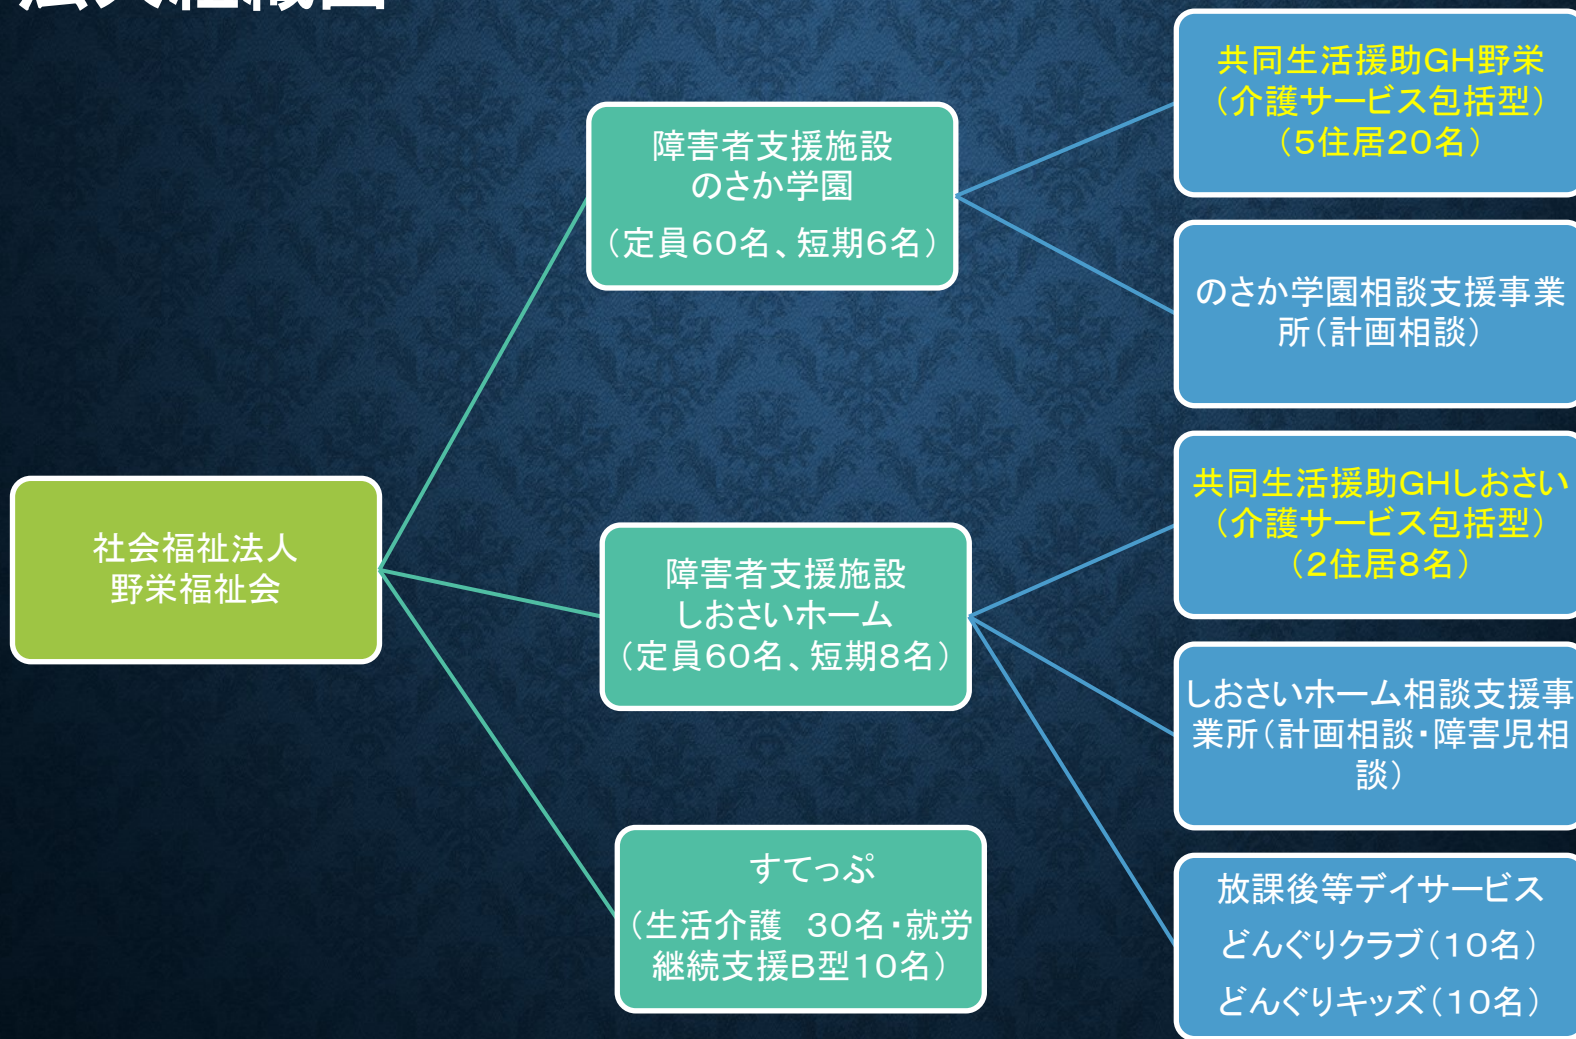 法人組織図
社会福祉法人
野栄福祉会
障害者支援施設
のさか学園
（定員60名、短期6名）
障害者支援施設
しおさいホーム
（定員60名、短期8名）
すてっぷ
（生活介護　30名・就労
継続支援B型10名）
共同生活援助GH野栄
（介護サービス包括型）
（5住居20名）
のさか学園相談支援事業
所（計画相談）
共同生活援助GHしおさい
（介護サービス包括型）
（2住居8名）
しおさいホーム相談支援事
業所（計画相談・障害児相
談）
放課後等デイサービス
どんぐりクラブ（10名）
どんぐりキッズ（10名）